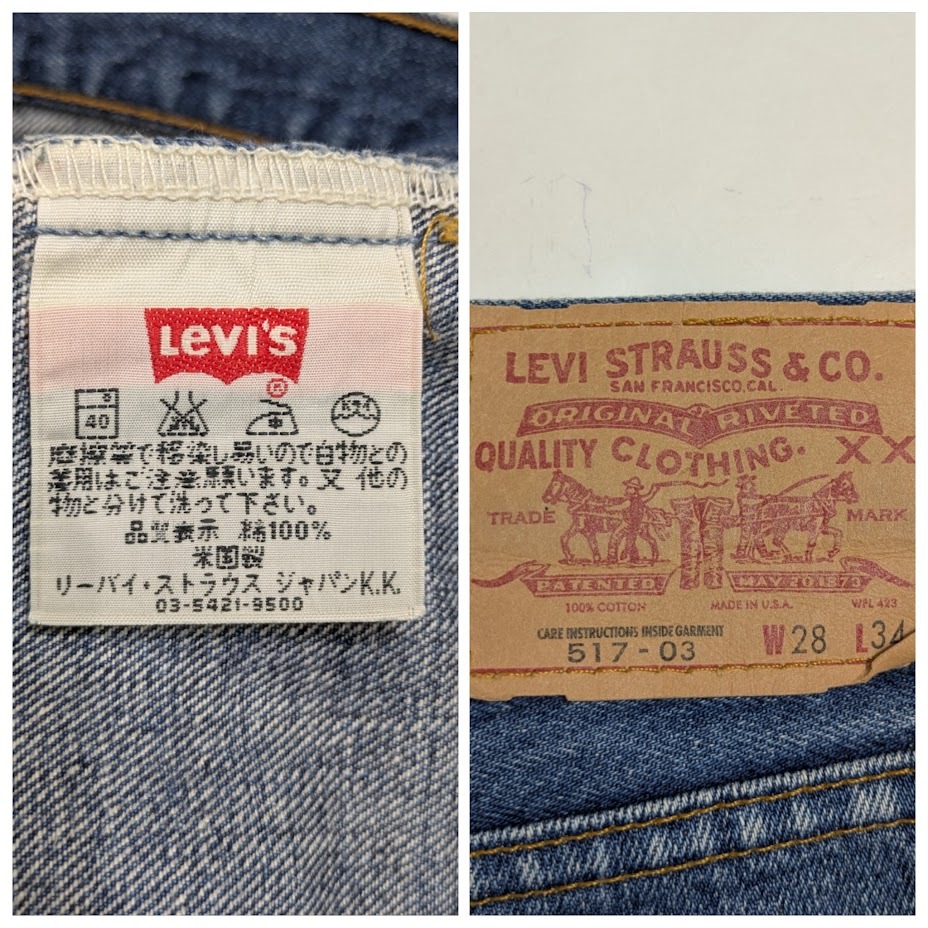 Levi's
®
40
摩擦等で移染し易いので白物との
着用はご注意願います。又 他の
物と分けて洗って下さい。
品質表示 綿100%
米国製
リーバイ・ストラウス ジャパンK.K.
03-5421-9500
LEVI STRAUSS & CO.
SAN FRANCISCO, CAL.
ORIGINAL RIVETED
QUALITY CLOTHING. XX
TRADE MARK
PATENTED MAY 20 1873
100% COTTON MADE IN U.S.A. WPL 423
CARE INSTRUCTIONS INSIDE GARMENT
517-03 W28 L34